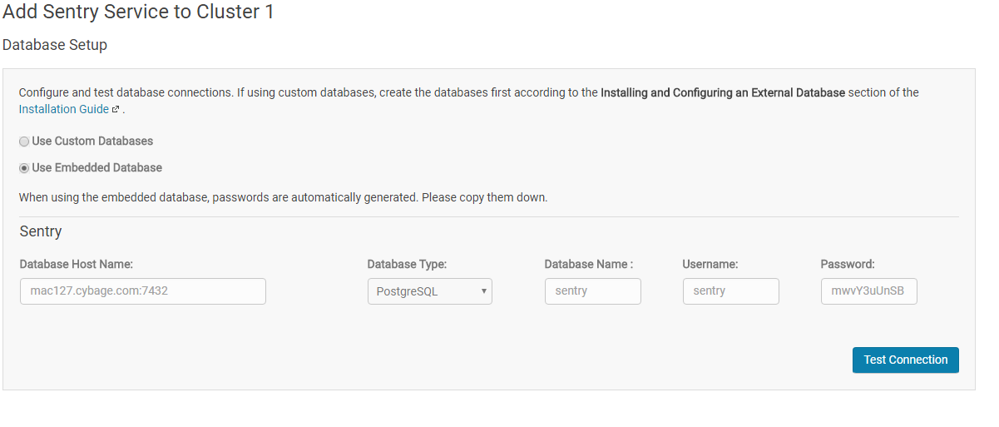 Add Sentry Service to Cluster 1
Database Setup
Configure and test database connections. If using custom databases, create the databases first according to the Installing and Configuring an External Database section of the
Installation Guide .
Use Custom Databases
Use Embedded Database
When using the embedded database, passwords are automatically generated. Please copy them down.
Sentry
Database Host Name: Database Type: Database Name : Username: Password:
mac127.cybage.com:7432 PostgreSQL sentry sentry mwvY3uUnSB
Test Connection